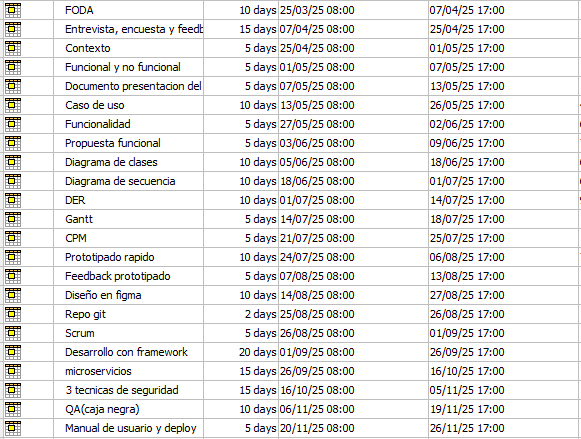 FODA 10 days 25/03/25 08:00 07/04/25 17:00
Entrevista, encuesta y feedb 15 days 07/04/25 08:00 25/04/25 17:00
Contexto 5 days 25/04/25 08:00 01/05/25 17:00
Funcional y no funcional 5 days 01/05/25 08:00 07/05/25 17:00
Documento presentacion del 5 days 07/05/25 08:00 13/05/25 17:00
Caso de uso 10 days 13/05/25 08:00 26/05/25 17:00
Funcionalidad 5 days 27/05/25 08:00 02/06/25 17:00
Propuesta funcional 5 days 03/06/25 08:00 09/06/25 17:00
Diagrama de clases 10 days 05/06/25 08:00 18/06/25 17:00
Diagrama de secuencia 10 days 18/06/25 08:00 01/07/25 17:00
DER 10 days 01/07/25 08:00 14/07/25 17:00
Gantt 5 days 14/07/25 08:00 18/07/25 17:00
CPM 5 days 21/07/25 08:00 25/07/25 17:00
Prototipado rapido 10 days 24/07/25 08:00 06/08/25 17:00
Feedback prototipado 5 days 07/08/25 08:00 13/08/25 17:00
Diseño en figma 10 days 14/08/25 08:00 27/08/25 17:00
Repo git 2 days 25/08/25 08:00 26/08/25 17:00
Scrum 5 days 26/08/25 08:00 01/09/25 17:00
Desarrollo con framework 20 days 01/09/25 08:00 26/09/25 17:00
microservicios 15 days 26/09/25 08:00 16/10/25 17:00
3 tecnicas de seguridad 15 days 16/10/25 08:00 05/11/25 17:00
QA(caja negra) 10 days 06/11/25 08:00 19/11/25 17:00
Manual de usuario y deploy 5 days 20/11/25 08:00 26/11/25 17:00